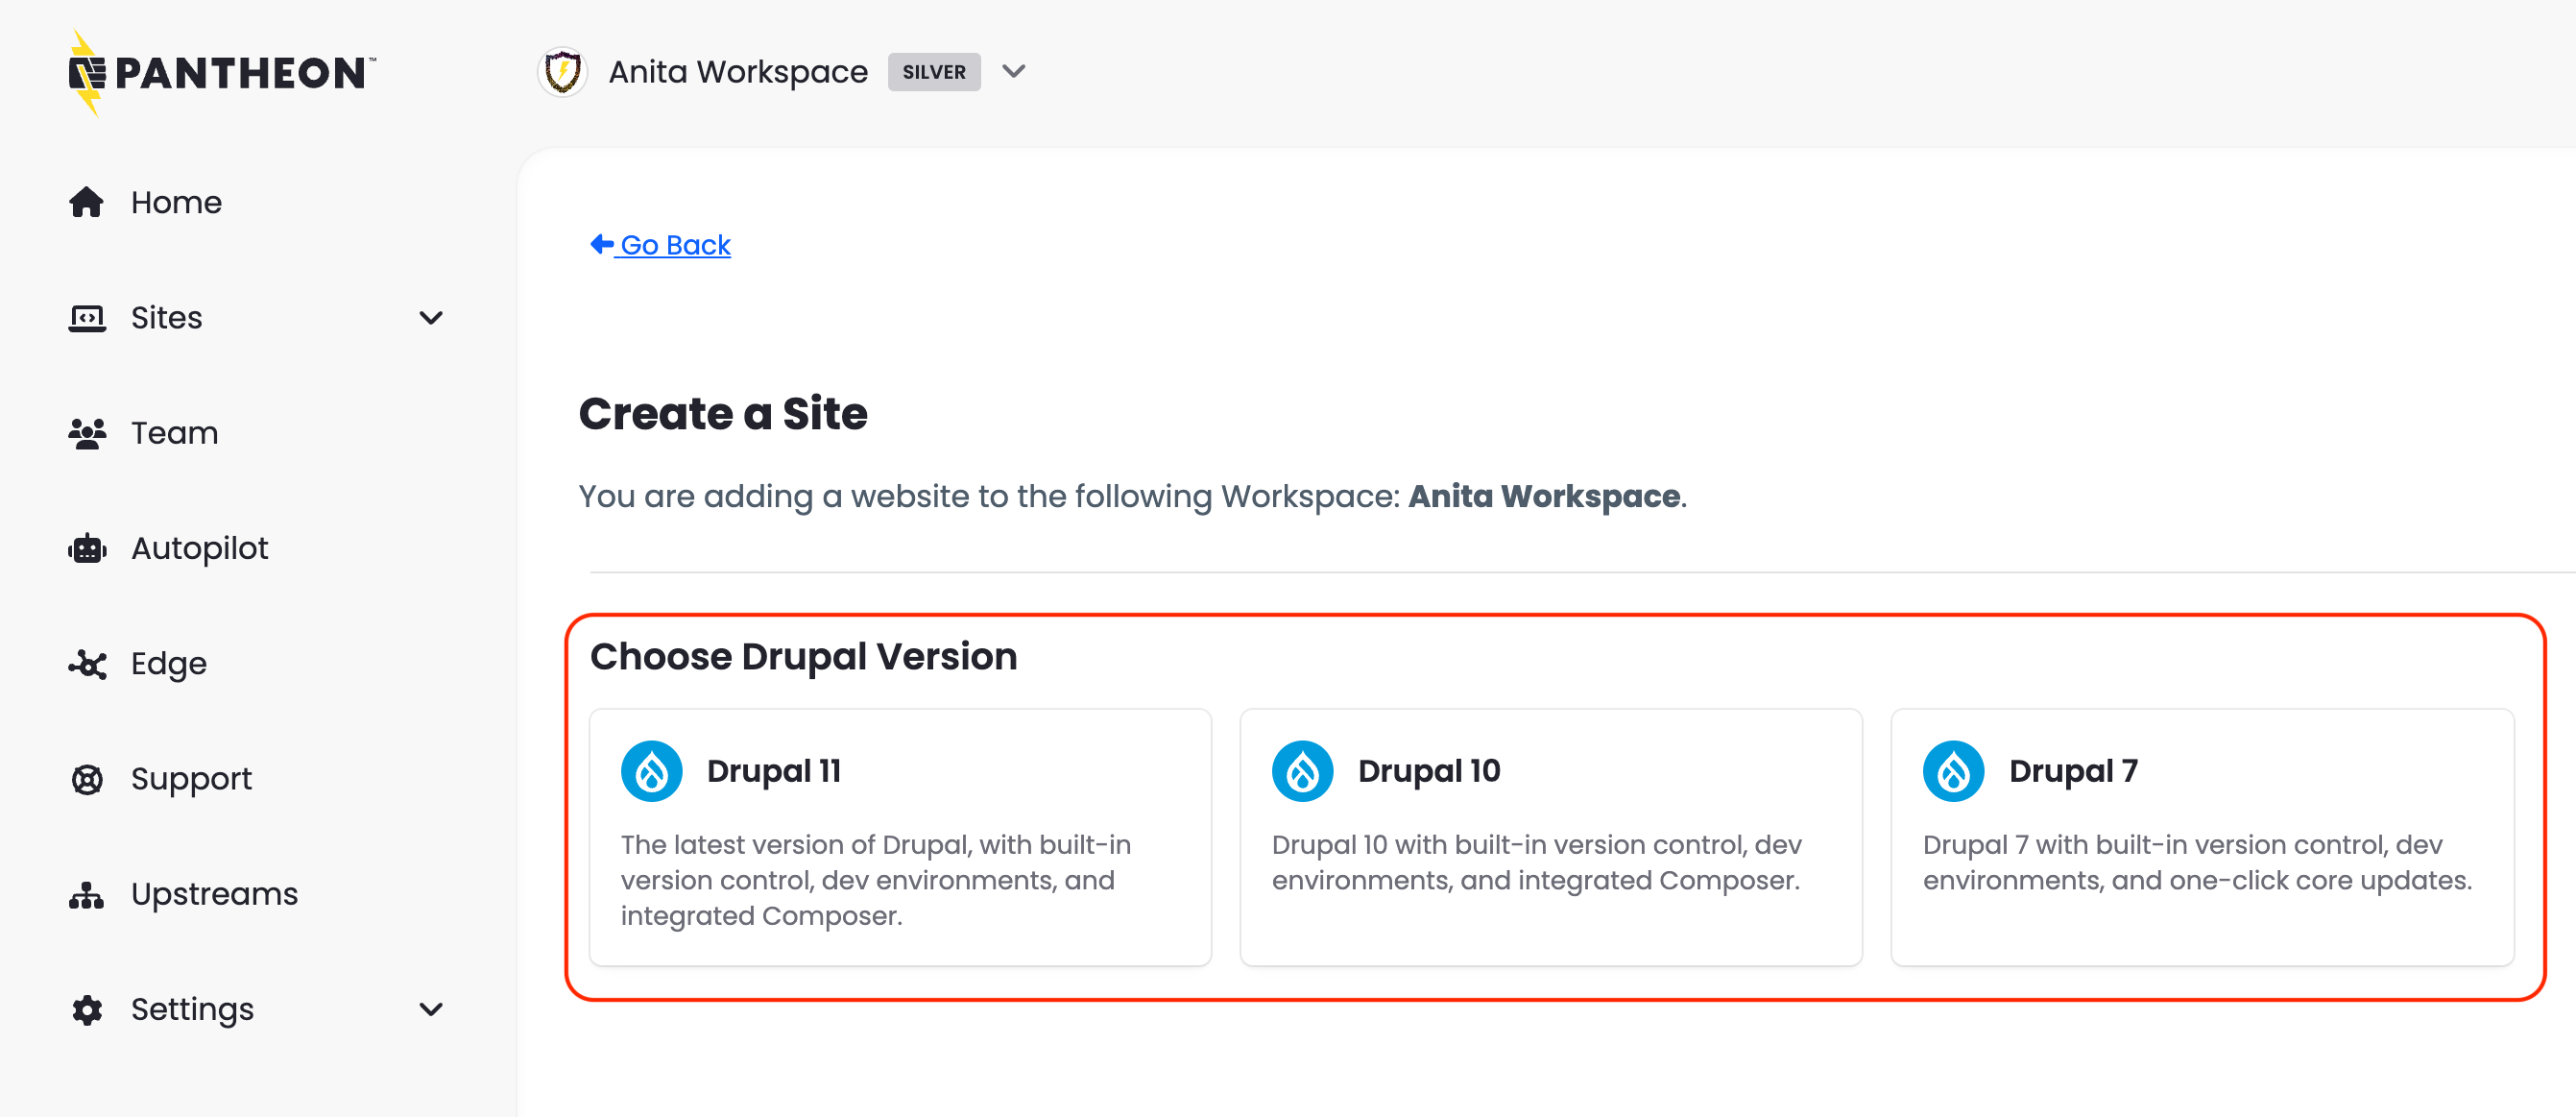 PANTHEON™
Anita Workspace SILVER
Home
Sites
Team
Autopilot
Edge
Support
Upstreams
Settings
Go Back
Create a Site
You are adding a website to the following Workspace: Anita Workspace.
Choose Drupal Version
Drupal 11
The latest version of Drupal, with built-in
version control, dev environments, and
integrated Composer.
Drupal 10
Drupal 10 with built-in version control, dev
environments, and integrated Composer.
Drupal 7
Drupal 7 with built-in version control, dev
environments, and one-click core updates.